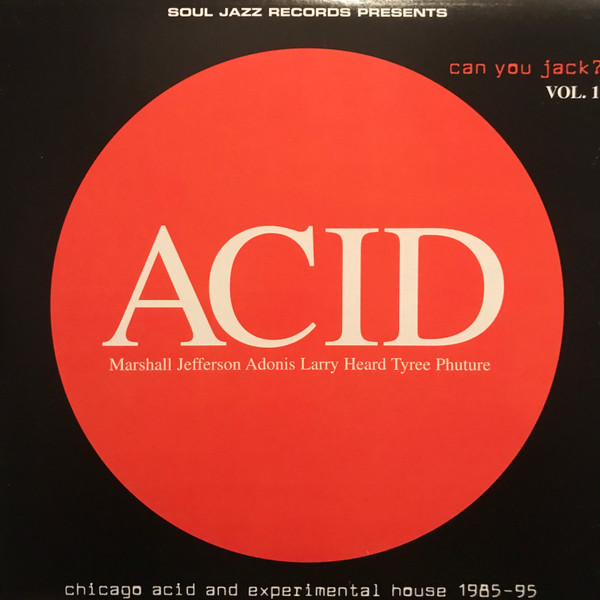 SOUL JAZZ RECORDS PRESENTS
can you jack?
VOL. 1
ACID
Marshall Jefferson Adonis Larry Heard Tyree Phuture
chicago acid and experimental house 1985-95